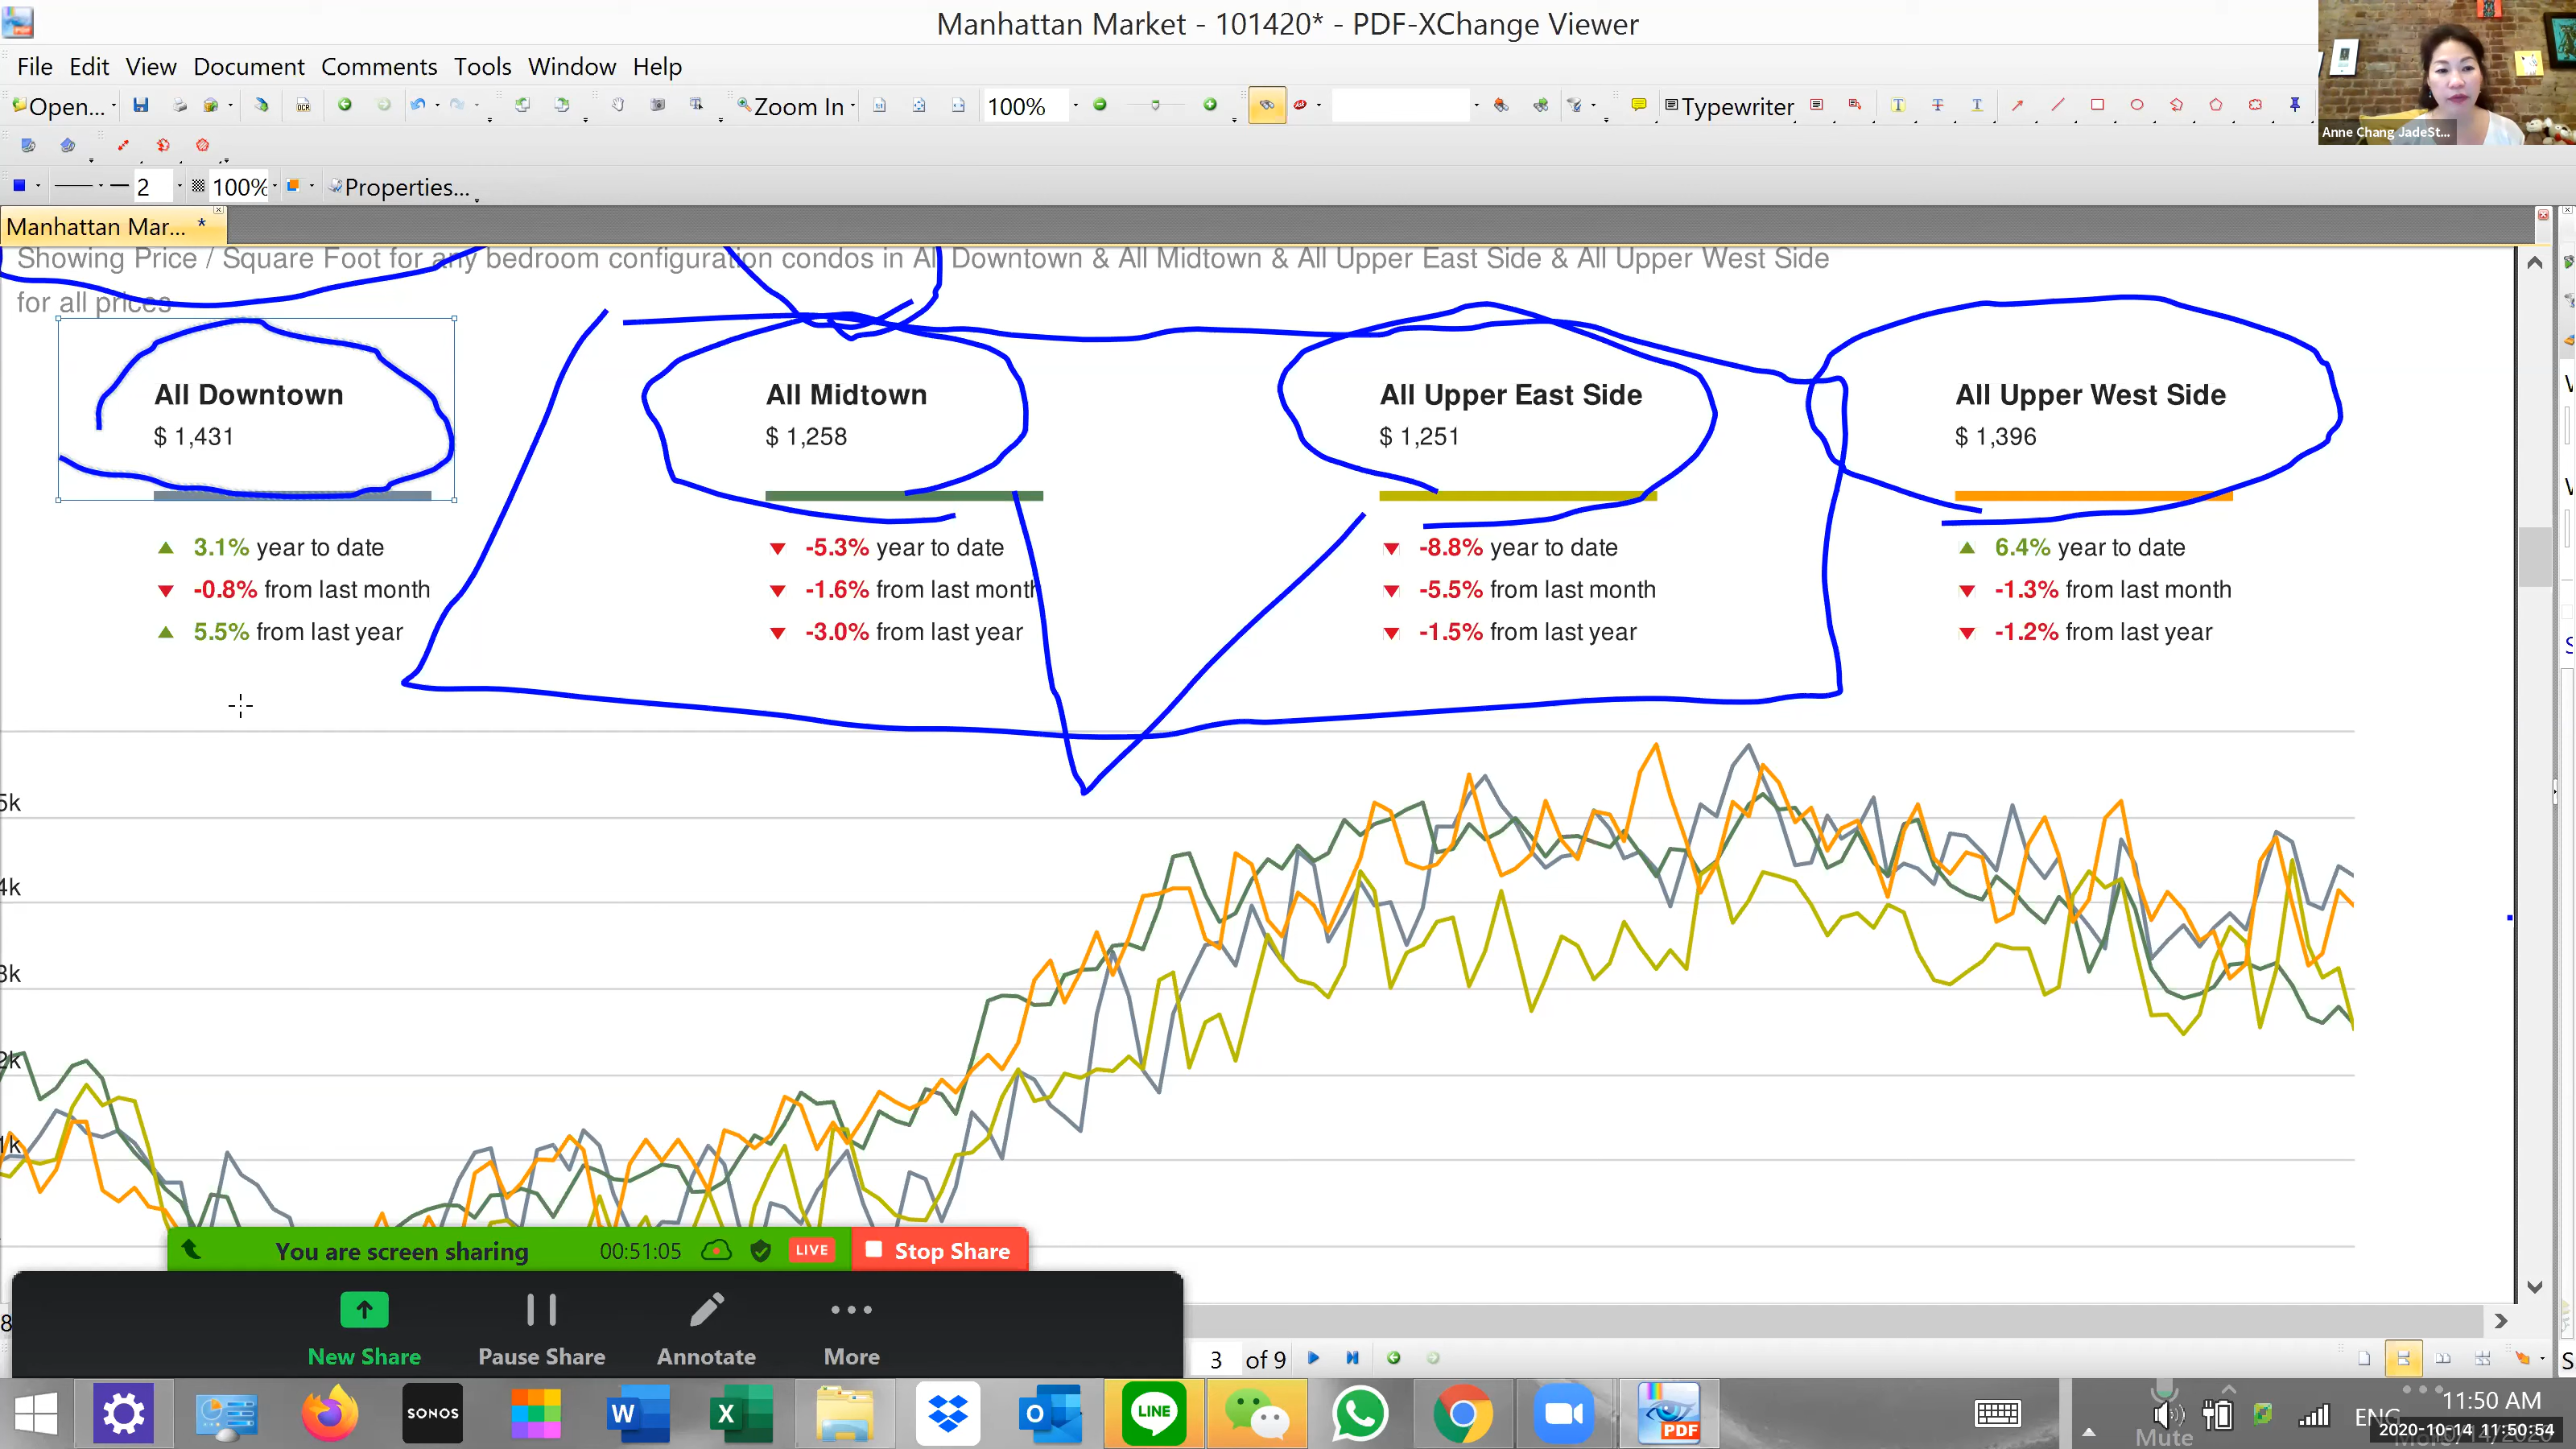 Manhattan Market - 101420* - PDF-XChange Viewer
File Edit View Document Comments Tools Window Help
Open... Zoom In 100% Typewriter
Anne Chang JadeSt...
2 100% Properties...
Manhattan Mar... *
Showing Price / Square Foot for any bedroom configuration condos in All Downtown & All Midtown & All Upper East Side & All Upper West Side
for all prices
All Downtown All Midtown All Upper East Side All Upper West Side
$ 1,431 $ 1,258 $ 1,251 $ 1,396
3.1% year to date -5.3% year to date -8.8% year to date 6.4% year to date
-0.8% from last month -1.6% from last month -5.5% from last month -1.3% from last month
5.5% from last year -3.0% from last year -1.5% from last year -1.2% from last year
5k
4k
3k
2k
1k
You are screen sharing 00:51:05 LIVE Stop Share
New Share Pause Share Annotate More
3 of 9
SONOS
W X O LINE PDF
ENG 11:50 AM
Mute
2020-10-14 11:50:54